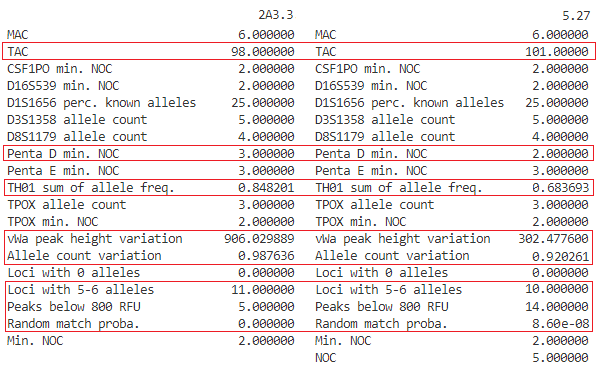 2A3.3 5.27
MAC 6.000000 MAC 6.000000
TAC 98.000000 TAC 101.00000
CSF1PO min. NOC 2.000000 CSF1PO min. NOC 2.000000
D16S539 min. NOC 2.000000 D16S539 min. NOC 2.000000
D1S1656 perc. known alleles 25.000000 D1S1656 perc. known alleles 25.000000
D3S1358 allele count 5.000000 D3S1358 allele count 5.000000
D8S1179 allele count 4.000000 D8S1179 allele count 4.000000
Penta D min. NOC 3.000000 Penta D min. NOC 2.000000
Penta E min. NOC 3.000000 Penta E min. NOC 3.000000
TH01 sum of allele freq. 0.848201 TH01 sum of allele freq. 0.683693
TPOX allele count 3.000000 TPOX allele count 3.000000
TPOX min. NOC 2.000000 TPOX min. NOC 2.000000
vWa peak height variation 906.029889 vWa peak height variation 302.477600
Allele count variation 0.987636 Allele count variation 0.920261
Loci with 0 alleles 0.000000 Loci with 0 alleles 0.000000
Loci with 5-6 alleles 11.000000 Loci with 5-6 alleles 10.000000
Peaks below 800 RFU 5.000000 Peaks below 800 RFU 14.000000
Random match proba. 0.000000 Random match proba. 8.60e-08
Min. NOC 2.000000 Min. NOC 2.000000
NOC 5.000000